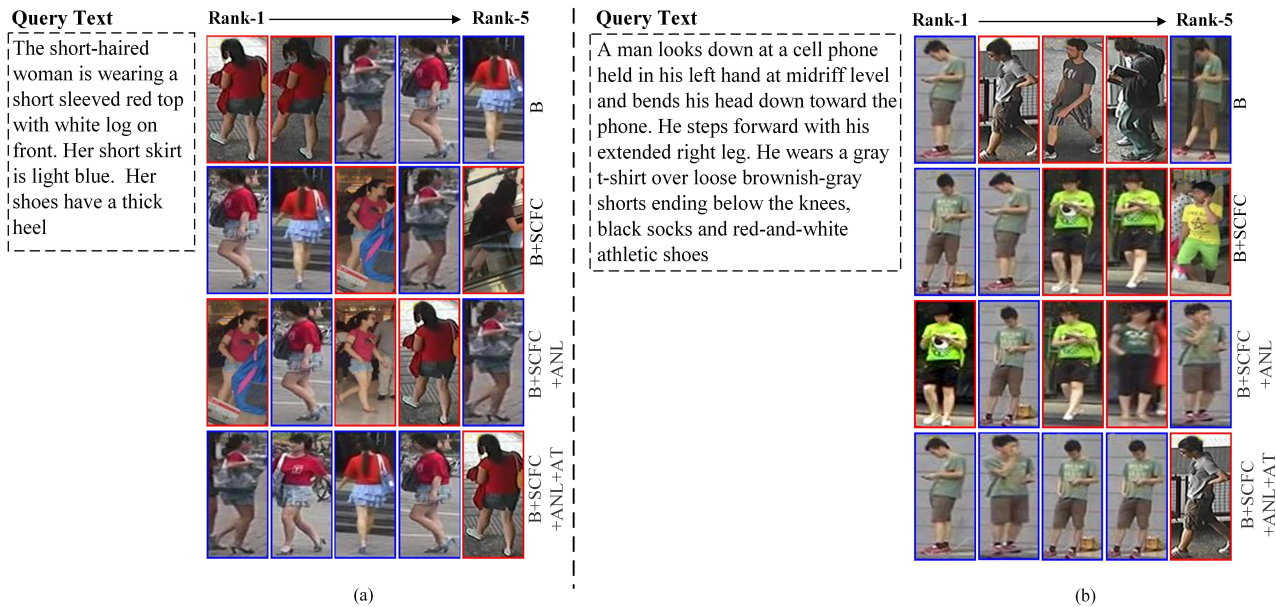 Query Text
Rank-1
Rank-5
The short-haired
woman is wearing a
short sleeved red top
with white log on
front. Her short skirt
is light blue.  Her
shoes have a thick
heel
B
B+SCFC
B+SCFC
+ANL
B+SCFC
+ANL+AT
(a)
Query Text
Rank-1
Rank-5
A man looks down at a cell phone
held in his left hand at midriff level
and bends his head down toward the
phone. He steps forward with his
extended right leg. He wears a gray
t-shirt over loose brownish-gray
shorts ending below the knees,
black socks and red-and-white
athletic shoes
B
B+SCFC
B+SCFC
+ANL
B+SCFC
+ANL+AT
(b)